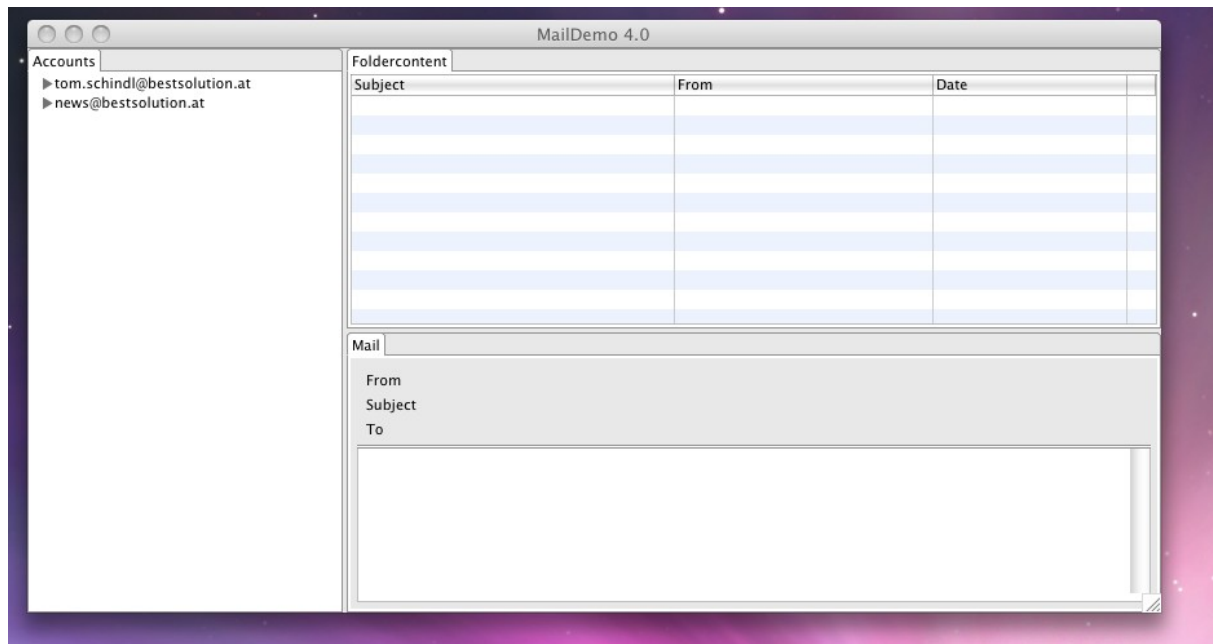 MailDemo 4.0
Accounts
tom.schindl@bestsolution.at
news@bestsolution.at
Foldercontent
Subject From Date
Mail
From
Subject
To